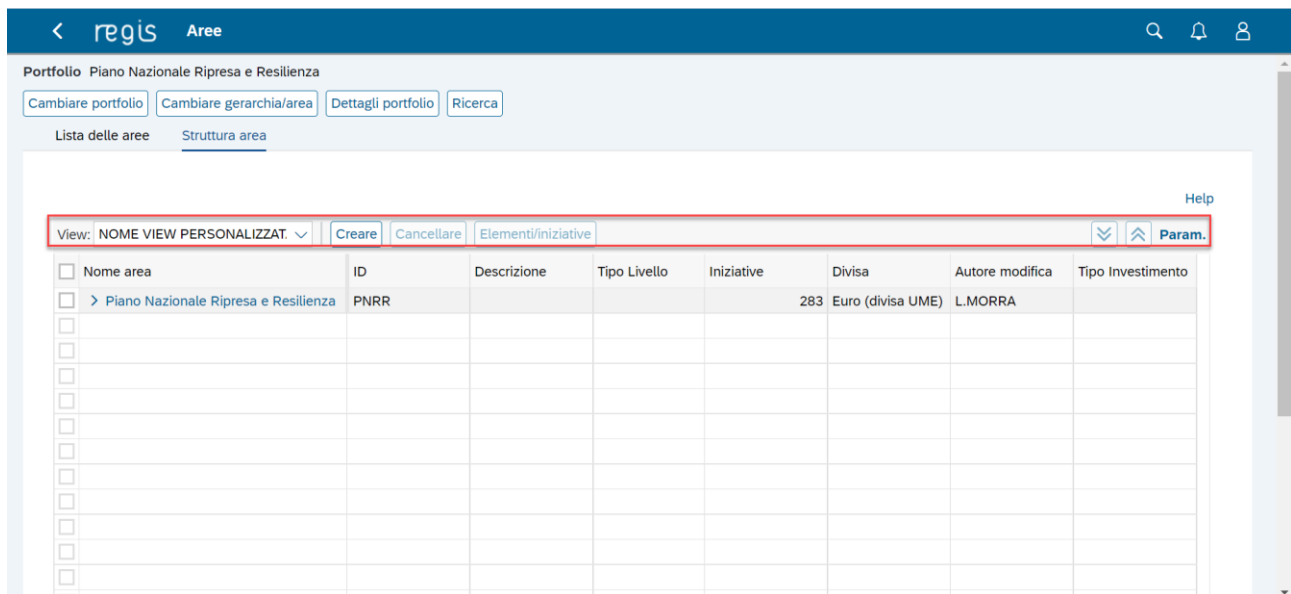 regis Aree
Portfolio Piano Nazionale Ripresa e Resilienza
Cambiare portfolio Cambiare gerarchia/area Dettagli portfolio Ricerca
Lista delle aree Struttura area
Help
View: NOME VIEW PERSONALIZZAT. Creare Cancellare Elementi/iniziative Param.
Nome area ID Descrizione Tipo Livello Iniziative Divisa Autore modifica Tipo Investimento
Piano Nazionale Ripresa e Resilienza PNRR 283 Euro (divisa UME) L.MORRA